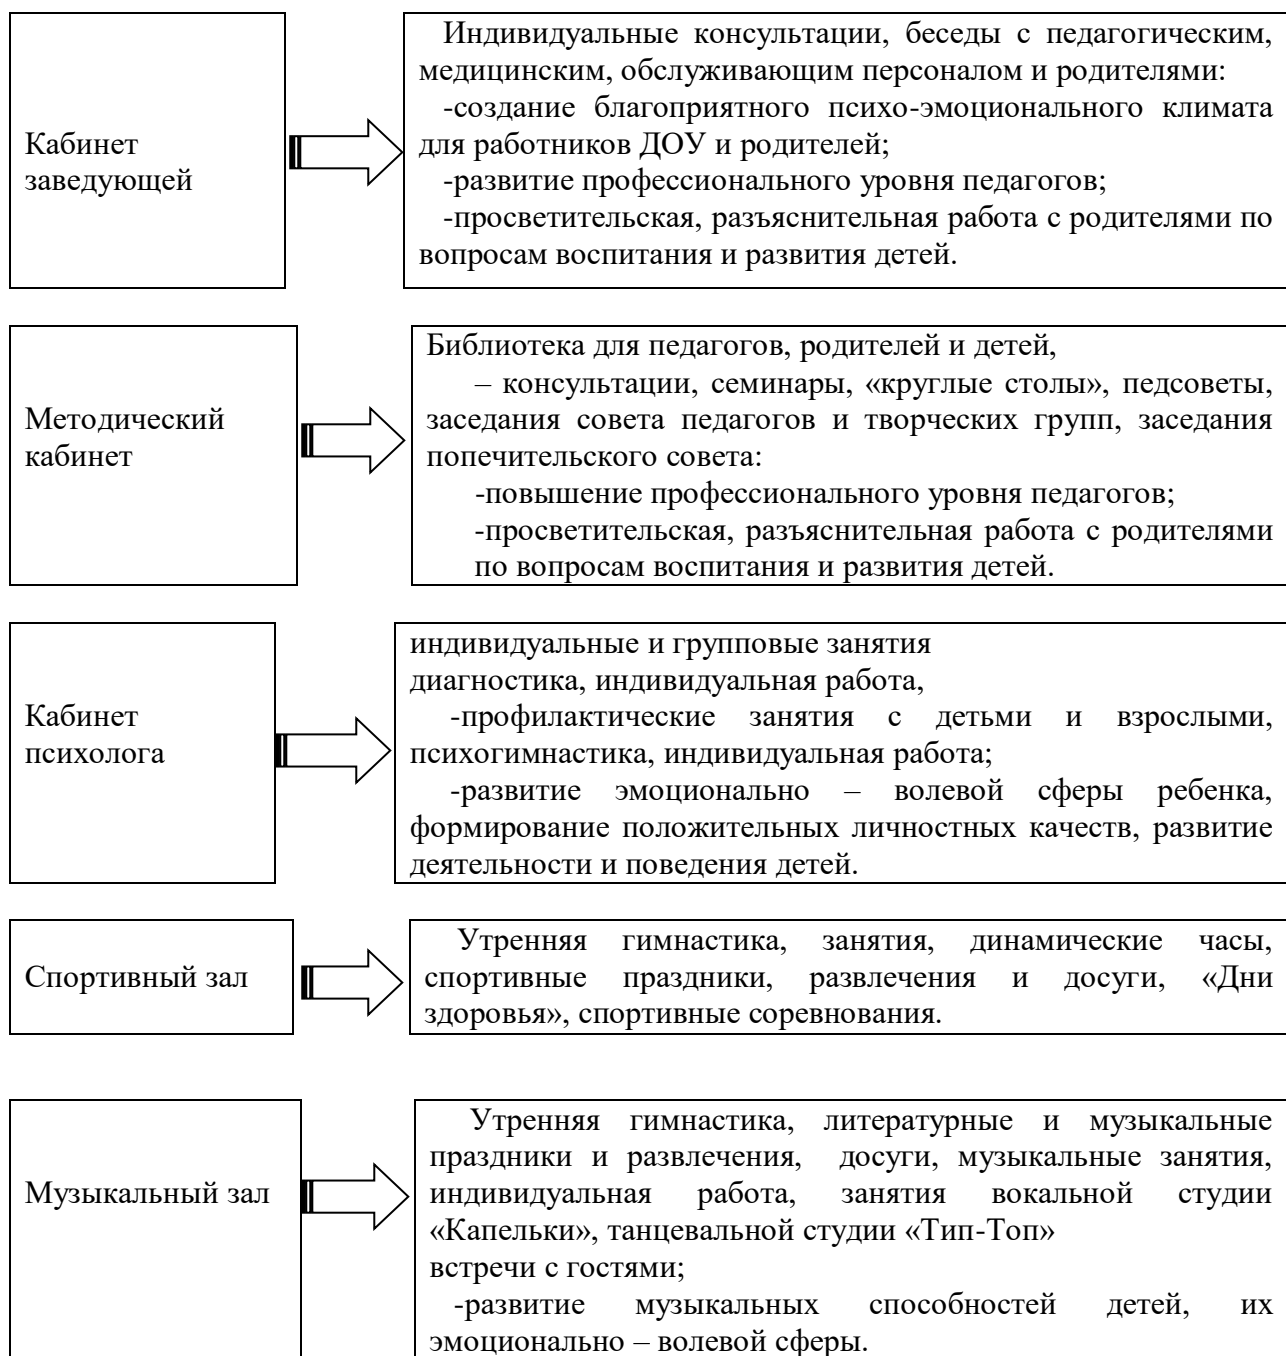 Кабинет
заведующей
Индивидуальные консультации, беседы с педагогическим,
медицинским, обслуживающим персоналом и родителями:
-создание благоприятного психо-эмоционального климата
для работников ДОУ и родителей;
-развитие профессионального уровня педагогов;
-просветительская, разъяснительная работа с родителями по
вопросам воспитания и развития детей.
Методический
кабинет
Библиотека для педагогов, родителей и детей,
– консультации, семинары, «круглые столы», педсоветы,
заседания совета педагогов и творческих групп, заседания
попечительского совета:
-повышение профессионального уровня педагогов;
-просветительская, разъяснительная работа с родителями
по вопросам воспитания и развития детей.
Кабинет
психолога
индивидуальные и групповые занятия
диагностика, индивидуальная работа,
-профилактические занятия с детьми и взрослыми,
психогимнастика, индивидуальная работа;
-развитие эмоционально – волевой сферы ребенка,
формирование положительных личностных качеств, развитие
деятельности и поведения детей.
Спортивный зал
Утренняя гимнастика, занятия, динамические часы,
спортивные праздники, развлечения и досуги, «Дни
здоровья», спортивные соревнования.
Музыкальный зал
Утренняя гимнастика, литературные и музыкальные
праздники и развлечения, досуги, музыкальные занятия,
индивидуальная работа, занятия вокальной студии
«Капельки», танцевальной студии «Тип-Топ»
встречи с гостями;
-развитие музыкальных способностей детей, их
эмоционально – волевой сферы.